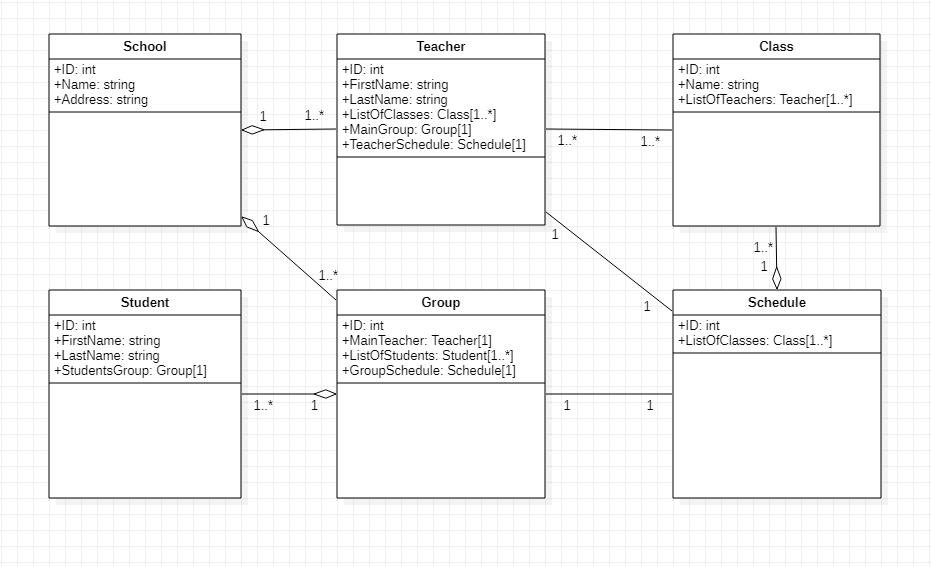 School
+ID: int
+Name: string
+Address: string
Teacher
+ID: int
+FirstName: string
+LastName: string
+ListOfClasses: Class[1..*]
+MainGroup: Group[1]
+TeacherSchedule: Schedule[1]
Class
+ID: int
+Name: string
+ListOfTeachers: Teacher[1..*]
1
1..*
1..*
1..*
1
1..*
1
1
1..*
1
Student
+ID: int
+FirstName: string
+LastName: string
+StudentsGroup: Group[1]
Group
+ID: int
+MainTeacher: Teacher[1]
+ListOfStudents: Student[1..*]
+GroupSchedule: Schedule[1]
Schedule
+ID: int
+ListOfClasses: Class[1..*]
1..*
1
1
1